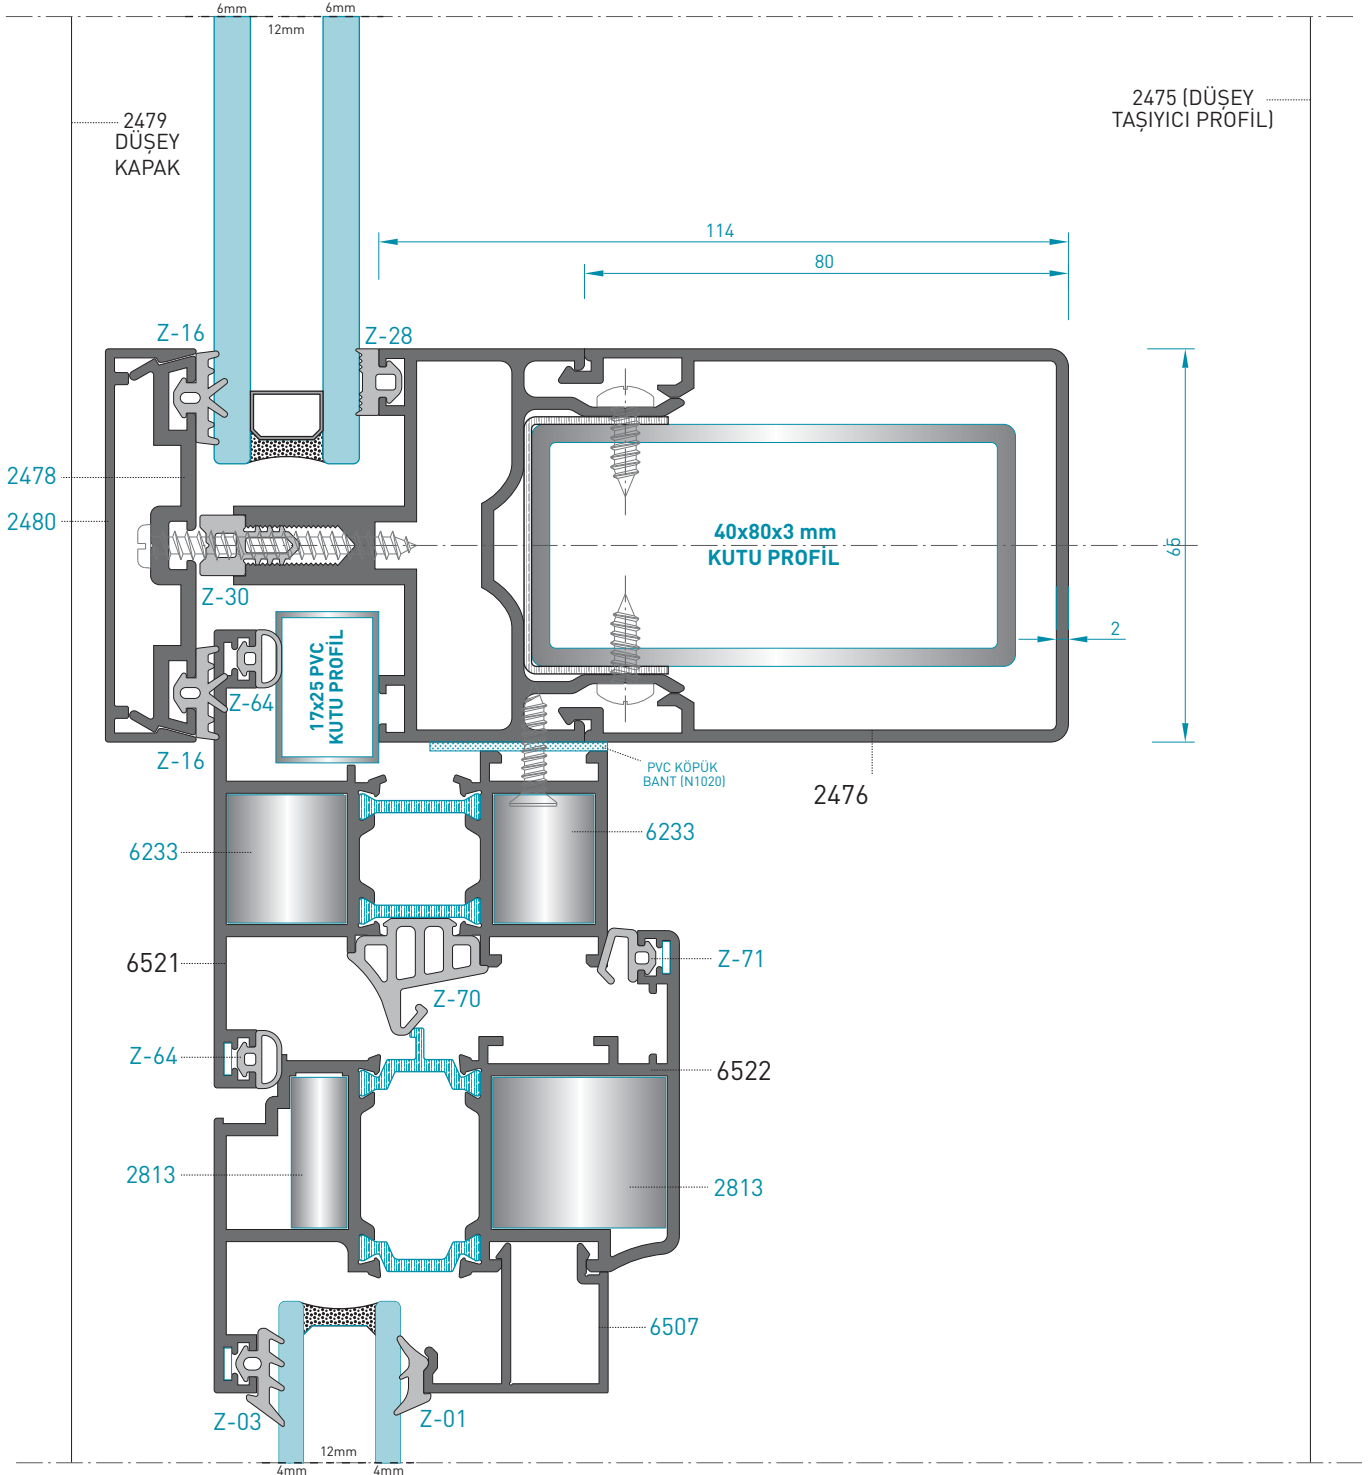 6mm
6mm
12mm
2479
DÜŞEY
KAPAK
2475 (DÜŞEY
TAŞIYICI PROFİL)
114
80
Z-16
Z-28
2478
2480
40x80x3 mm
KUTU PROFİL
65
Z-30
2
17x25 PVC
KUTU PROFİL
Z-64
Z-16
PVC KÖPÜK
BANT (N1020)
2476
6233
6233
6521
Z-71
Z-70
Z-64
6522
2813
2813
6507
Z-03
Z-01
12mm
4mm
4mm